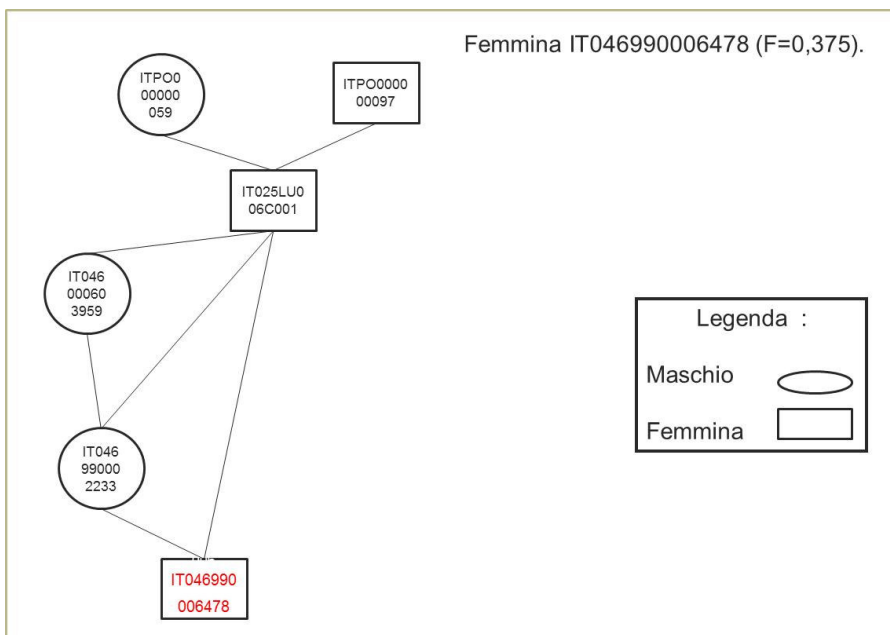 Femmina IT046990006478 (F=0,375).
ITPO0
00000
059
ITPO0000
00097
IT025LU0
06C001
IT046
00060
3959
Legenda :
Maschio
Femmina
IT046
99000
2233
IT046990
006478